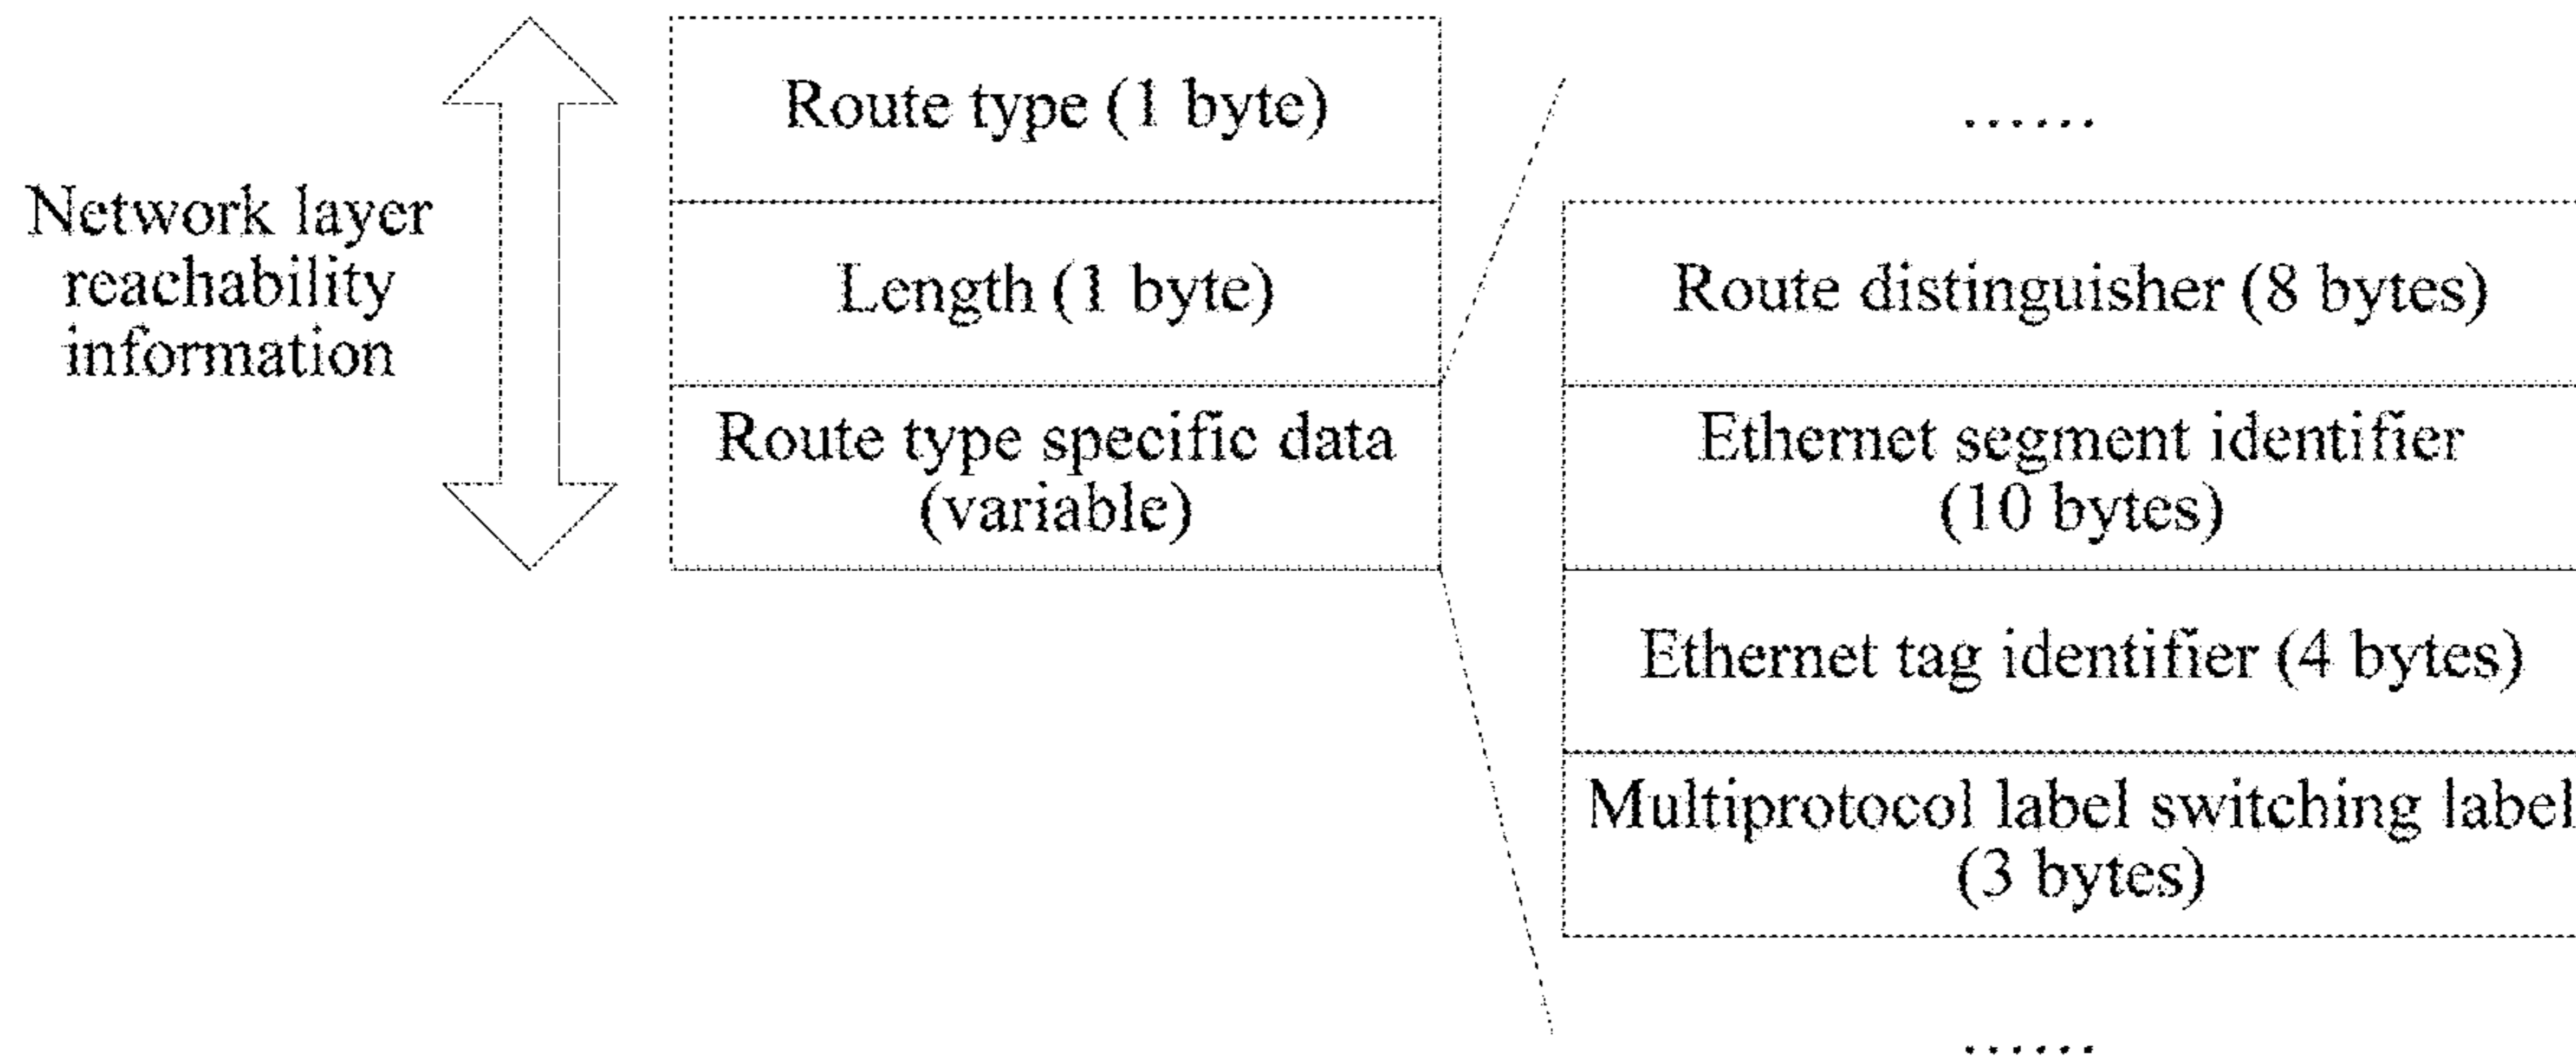 Network layer
reachability
information
Route type (1 byte)
Length (1 byte)
Route type specific data
(variable)
......
Route distinguisher (8 bytes)
Ethernet segment identifier
(10 bytes)
Ethernet tag identifier (4 bytes)
Multiprotocol label switching label
(3 bytes)
......